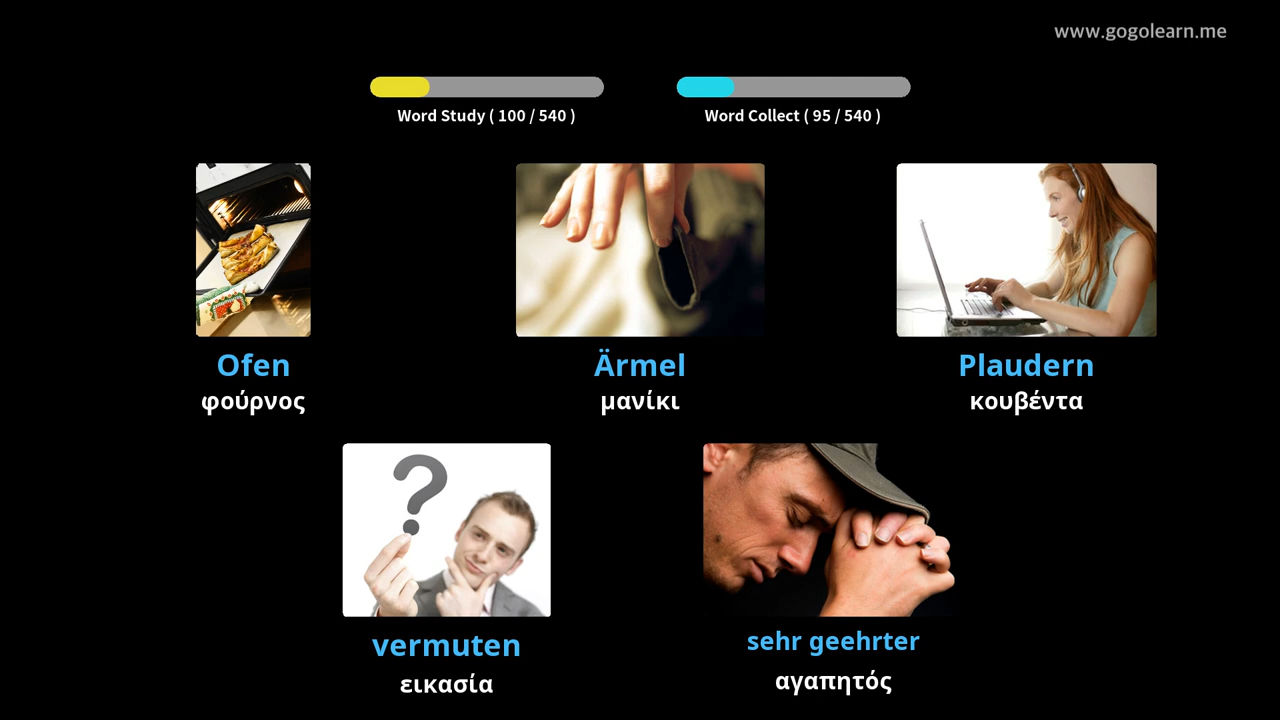 www.gogolearn.me
Word Study ( 100 / 540 )
Word Collect ( 95 / 540 )
Ofen
φούρνος
Ärmel
μανίκι
Plaudern
κουβέντα
?
vermuten
εικασία
sehr geehrter
αγαπητός